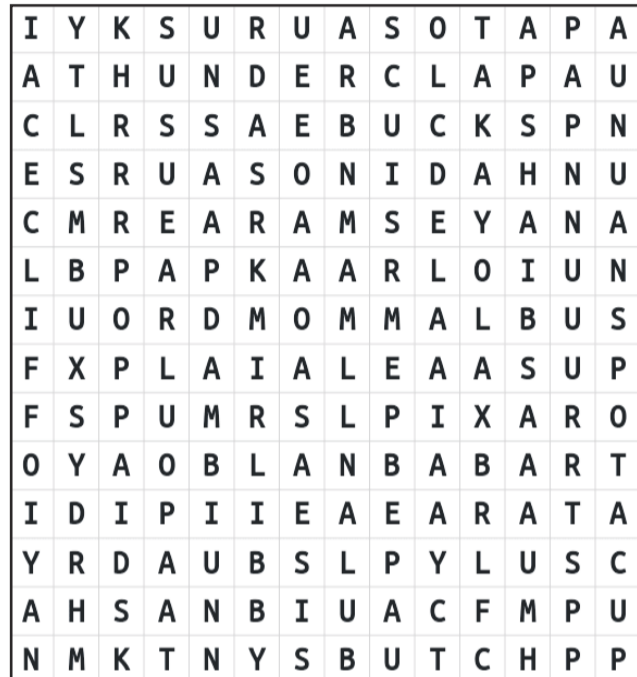 I Y K S U R U A S O T A P A
A T H U N D E R C L A P A U
C L R S S A E B U C K S P N
E S R U A S O N I D A H N U
C M R E A R A M S E Y A N A
L B P A P K A A R L O I U N
I U O R D M O M M A L B U S
F X P L A I A L E A A S U P
F S P U M R S L P I X A R O
O Y A O B L A N B A B A R T
I D I P I I E A E A R A T A
Y R D A U B S L P Y L U S C
A H S A N B I U A C F M P U
N M K T N Y S B U T C H P P